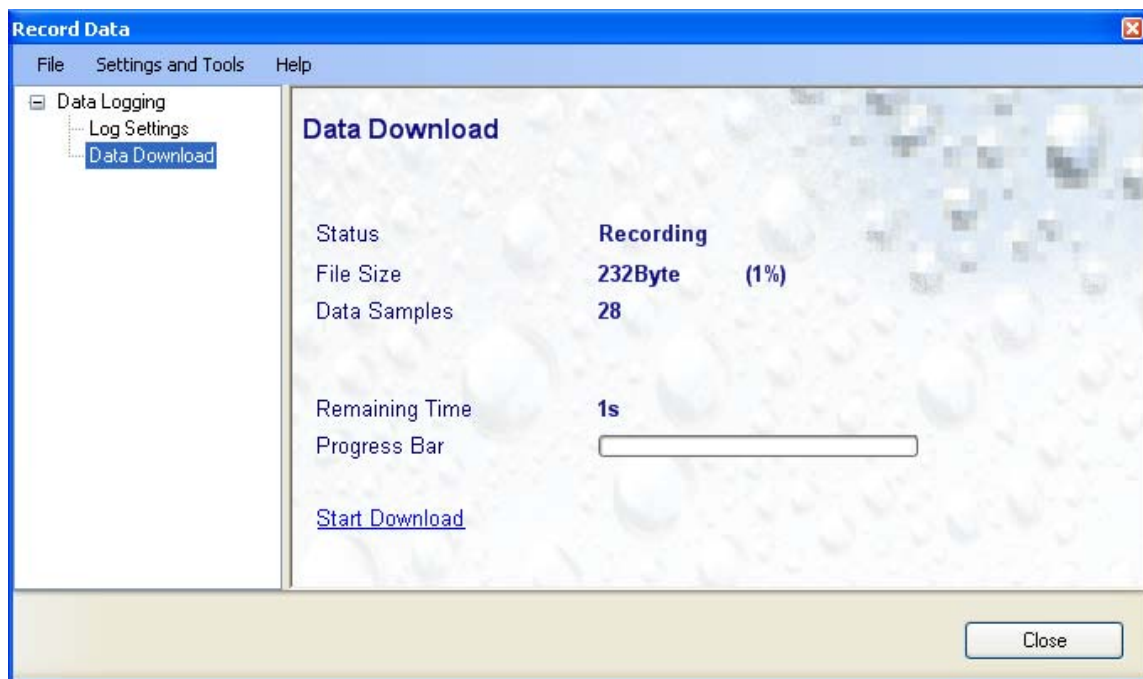 Record Data
File Settings and Tools Help
Data Logging
Log Settings
Data Download
Data Download
Status Recording
File Size 232Byte (1%)
Data Samples 28
Remaining Time 1s
Progress Bar
Start Download
Close